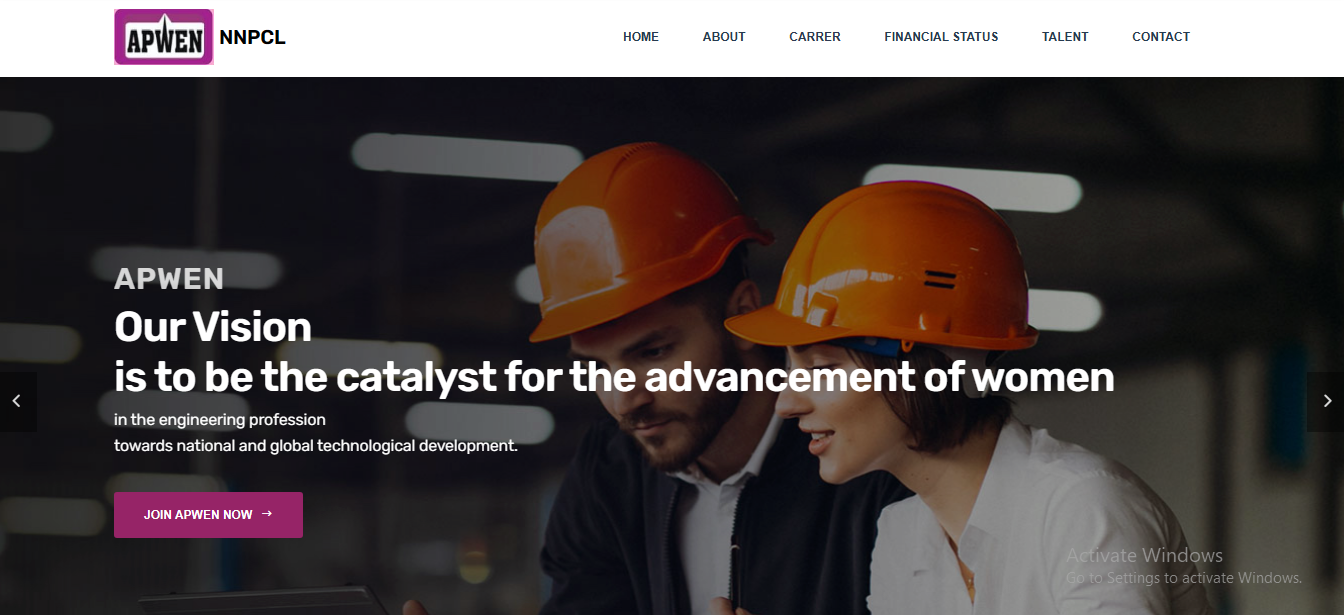 APWEN NNPCL
HOME ABOUT CARRER FINANCIAL STATUS TALENT CONTACT
APWEN
Our Vision
is to be the catalyst for the advancement of women
in the engineering profession
towards national and global technological development.
JOIN APWEN NOW →
Activate Windows
Go to Settings to activate Windows.